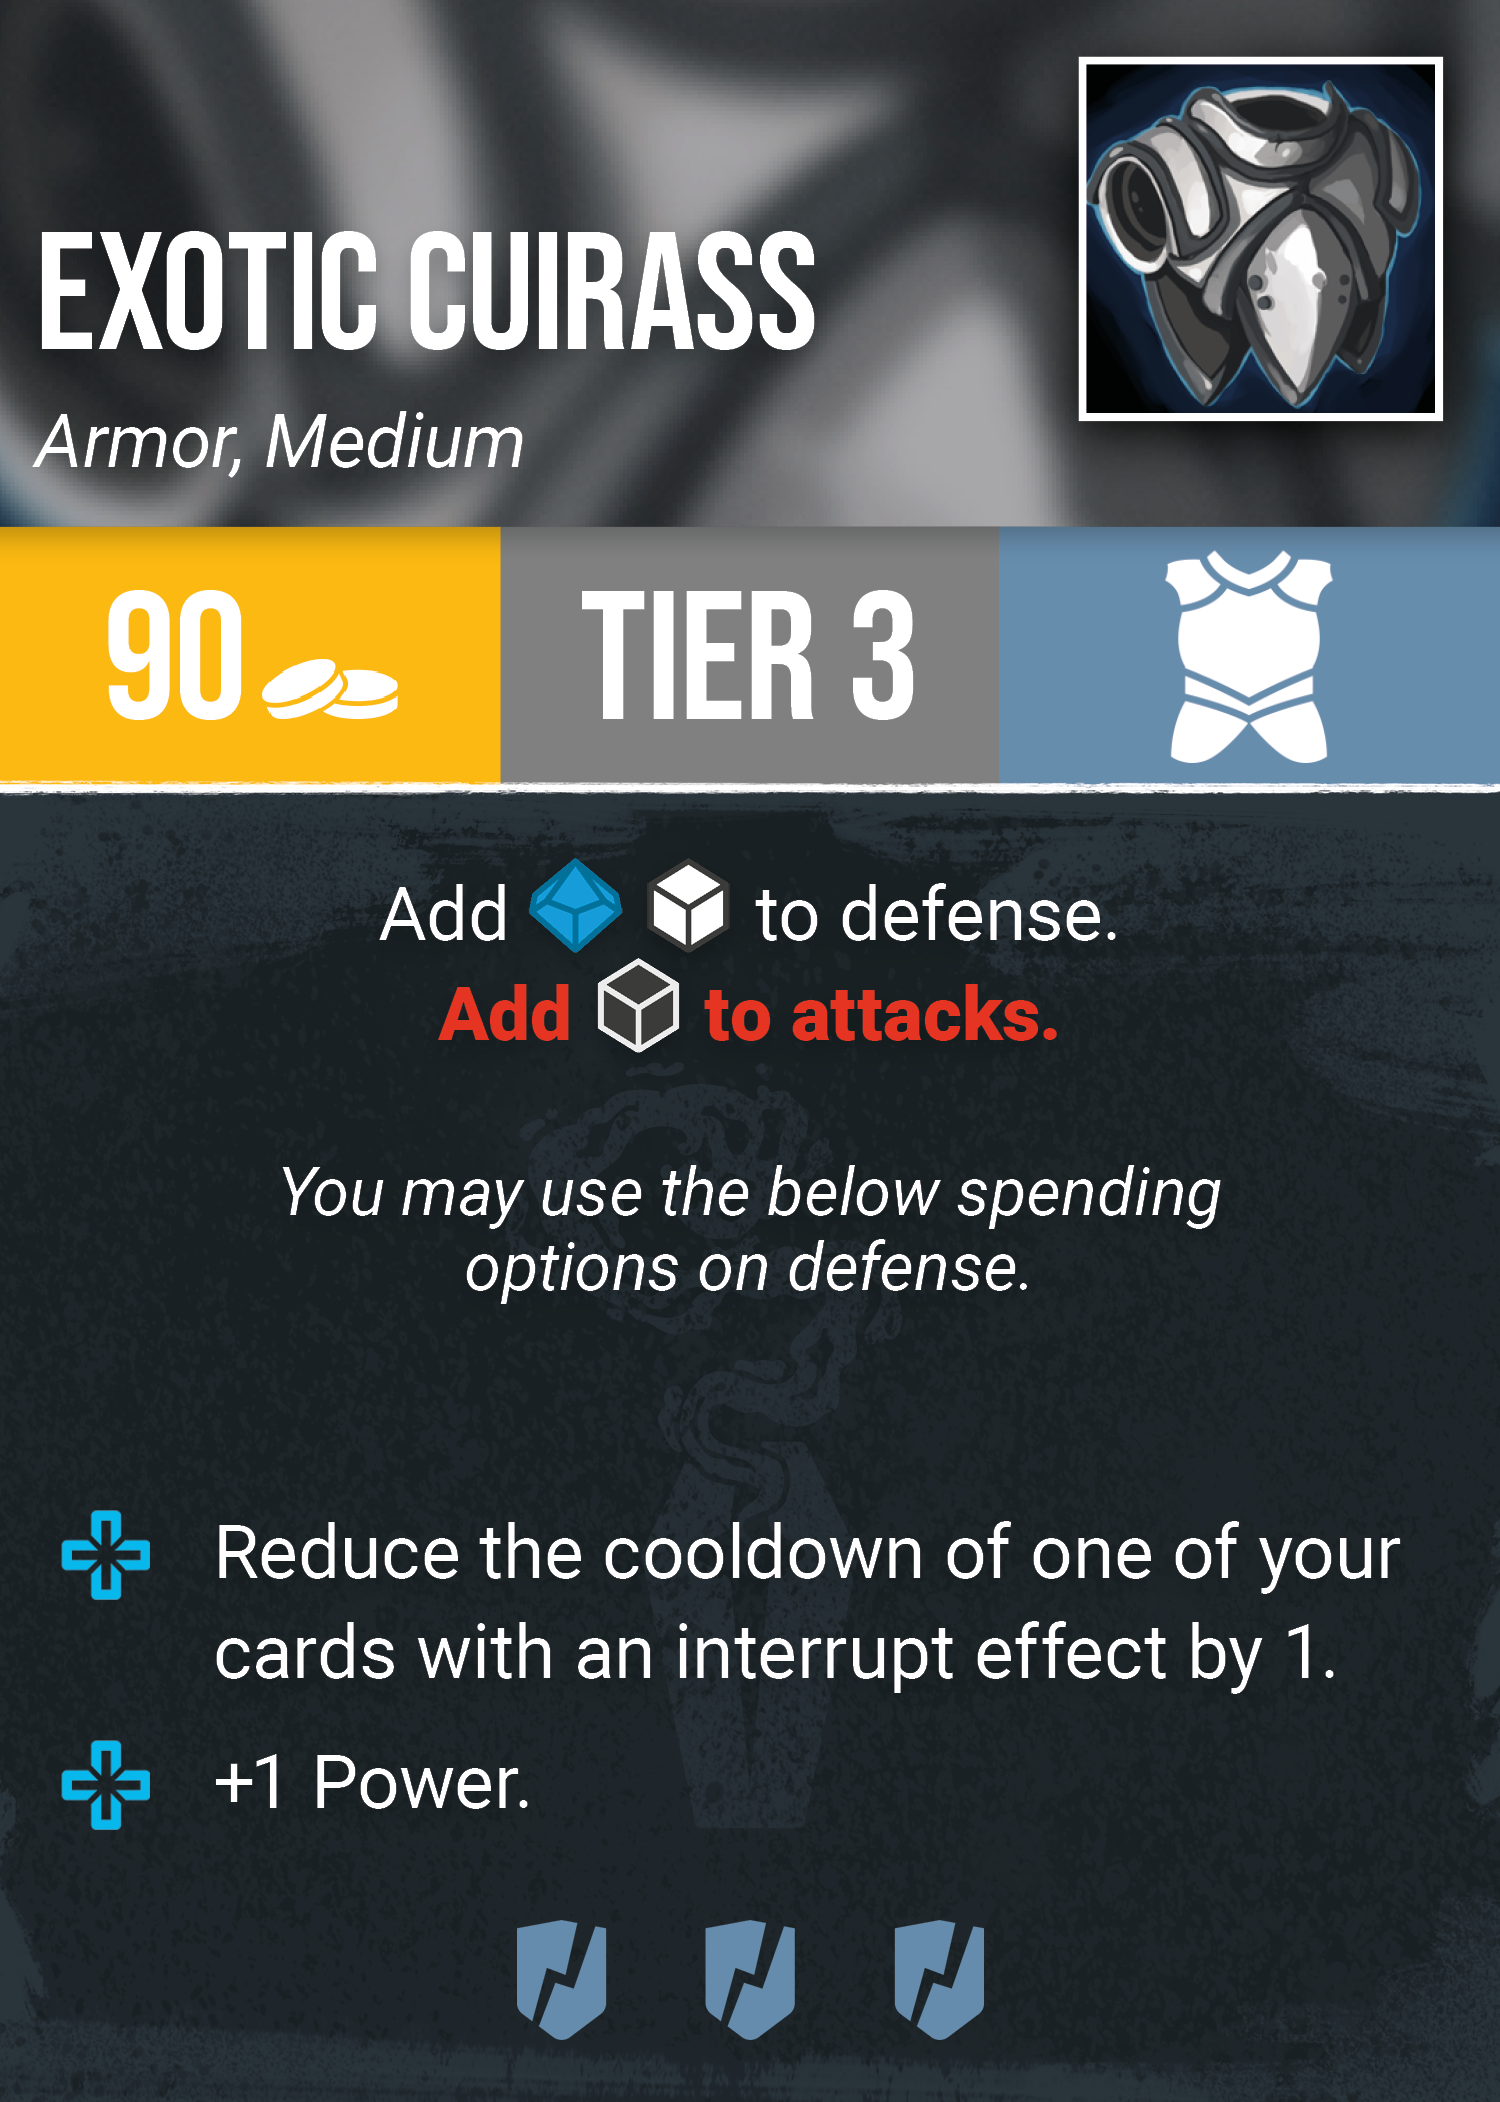 EXOTIC CUIRASS
Armor, Medium
90
TIER 3
Add to defense.
Add to attacks.
You may use the below spending
options on defense.
Reduce the cooldown of one of your
cards with an interrupt effect by 1.
+1 Power.